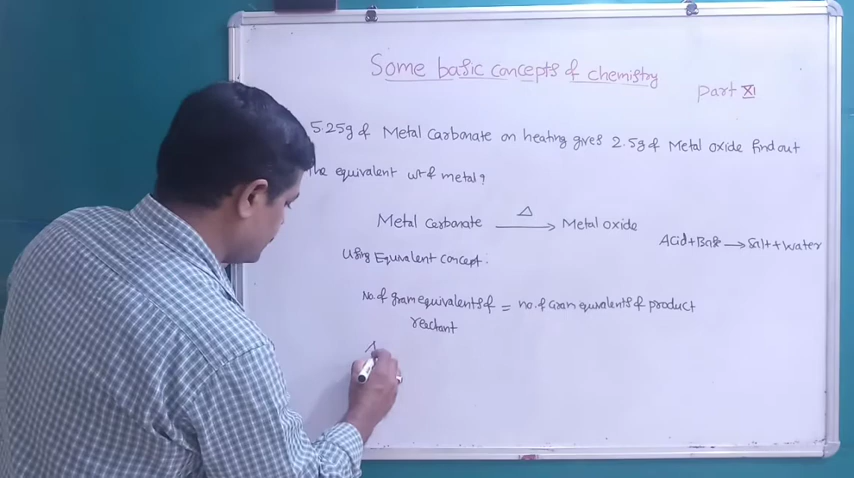 Some basic concepts of chemistry
Part XI
5.25g of Metal Carbonate on heating gives 2.5g of Metal Oxide find out
the equivalent wt of metal?
Metal Carbonate Δ → Metal oxide
Acid + Base → Salt + Water
Using Equivalent concept.
No. of gram equivalents of = no. of Gram equivalents of product
reactant